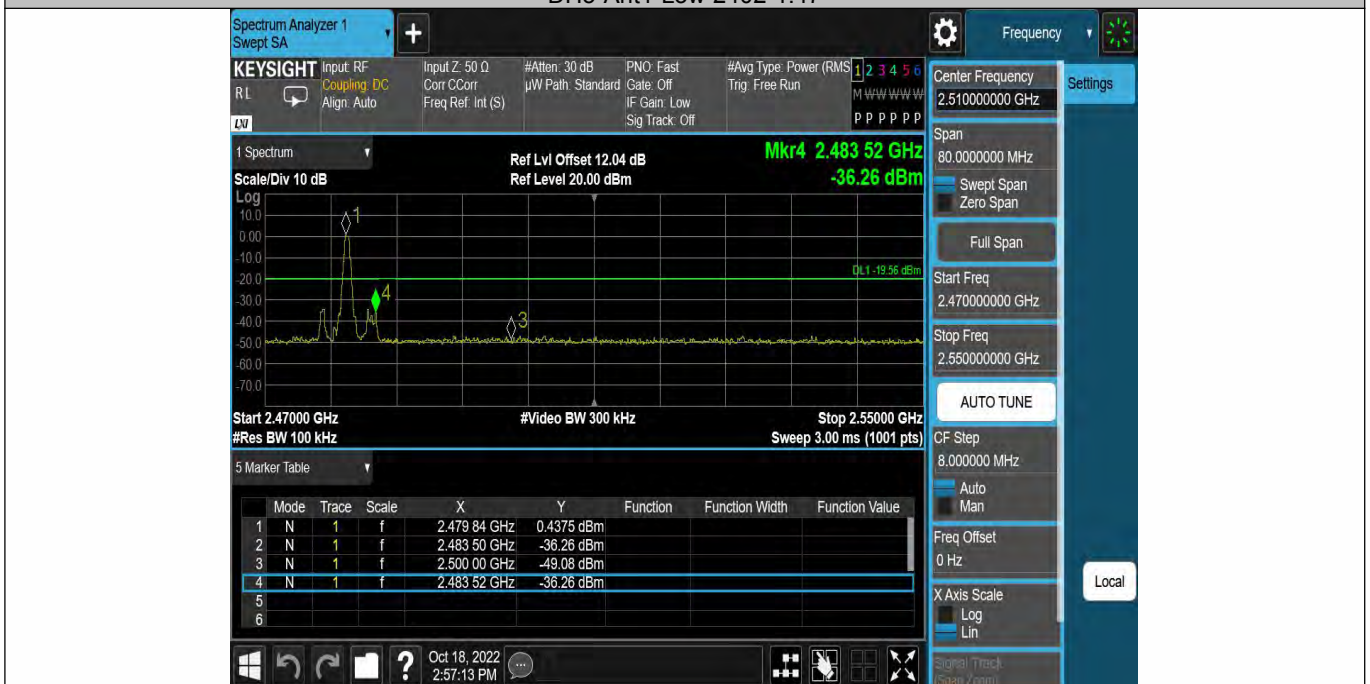 Spectrum Analyzer 1
Swept SA
+
Frequency
KEYSIGHT
RL
LXI
Input: RF
Coupling: DC
Align: Auto
Input Z: 50 Ω
Corr CCorr
Freq Ref: Int (S)
#Atten: 30 dB
µW Path: Standard
PNO: Fast
Gate: Off
IF Gain: Low
Sig Track: Off
#Avg Type: Power (RMS
Trig: Free Run
1 2 3 4 5 6
M W W W W W
P P P P P P
1 Spectrum
Scale/Div 10 dB
Ref Lvl Offset 12.04 dB
Ref Level 20.00 dBm
Mkr4 2.483 52 GHz
-36.26 dBm
Log
10.0
0.00
-10.0
-20.0
-30.0
-40.0
-50.0
-60.0
-70.0
1
4
3
DL1 -19.56 dBm
Start 2.47000 GHz
#Res BW 100 kHz
#Video BW 300 kHz
Stop 2.55000 GHz
Sweep 3.00 ms (1001 pts)
5 Marker Table
Mode Trace Scale X Y Function Function Width Function Value
1 N 1 f 2.479 84 GHz 0.4375 dBm
2 N 1 f 2.483 50 GHz -36.26 dBm
3 N 1 f 2.500 00 GHz -49.08 dBm
4 N 1 f 2.483 52 GHz -36.26 dBm
5
6
Center Frequency
2.510000000 GHz
Settings
Span
80.0000000 MHz
Swept Span
Zero Span
Full Span
Start Freq
2.470000000 GHz
Stop Freq
2.550000000 GHz
AUTO TUNE
CF Step
8.000000 MHz
Auto
Man
Freq Offset
0 Hz
X Axis Scale
Log
Lin
Local
Signal Track
(Span Zoom)
?
Oct 18, 2022
2:57:13 PM